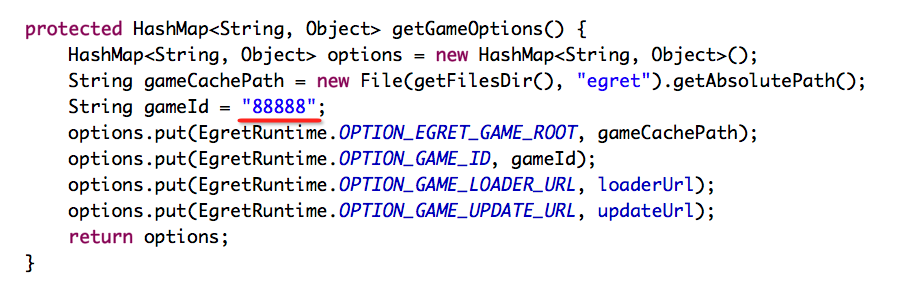 protected HashMap<String, Object> getGameOptions() {
    HashMap<String, Object> options = new HashMap<String, Object>();
    String gameCachePath = new File(getFilesDir(), "egret").getAbsolutePath();
    String gameId = "88888";
    options.put(EgretRuntime.OPTION_EGRET_GAME_ROOT, gameCachePath);
    options.put(EgretRuntime.OPTION_GAME_ID, gameId);
    options.put(EgretRuntime.OPTION_GAME_LOADER_URL, loaderUrl);
    options.put(EgretRuntime.OPTION_GAME_UPDATE_URL, updateUrl);
    return options;
}